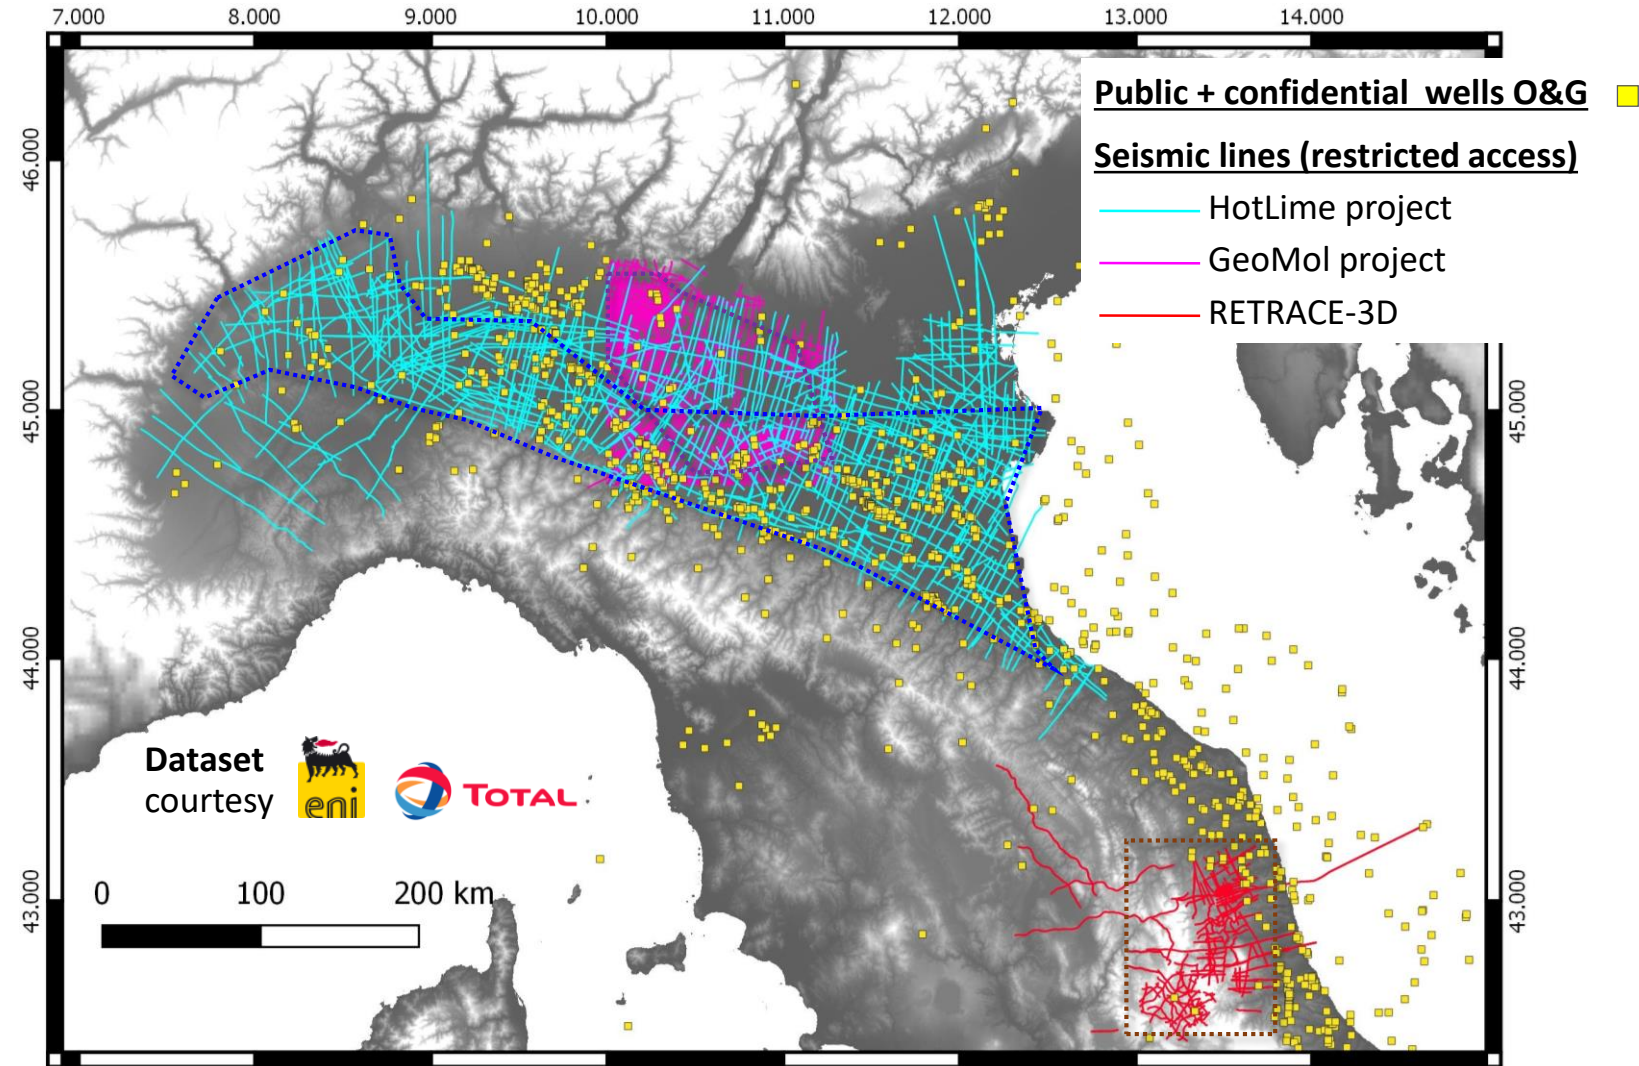 7.000 8.000 9.000 10.000 11.000 12.000 13.000 14.000
Public + confidential wells O&G
Seismic lines (restricted access)
HotLime project
GeoMol project
RETRACE-3D
46.000
45.000
44.000
43.000
45.000
44.000
43.000
Dataset
courtesy
eni
TOTAL
0 100 200 km